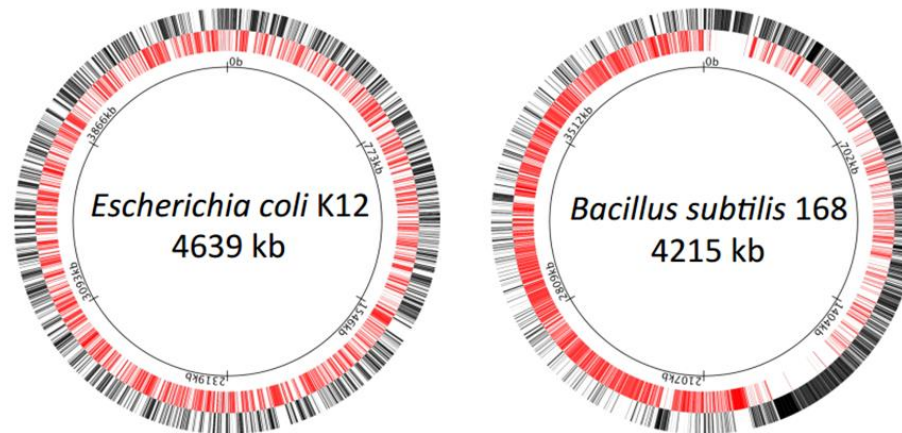 0b
773kb
1546kb
2319kb
3093kb
3866kb
Escherichia coli K12
4639 kb
0b
702kb
1404kb
2107kb
2809kb
3512kb
Bacillus subtilis 168
4215 kb